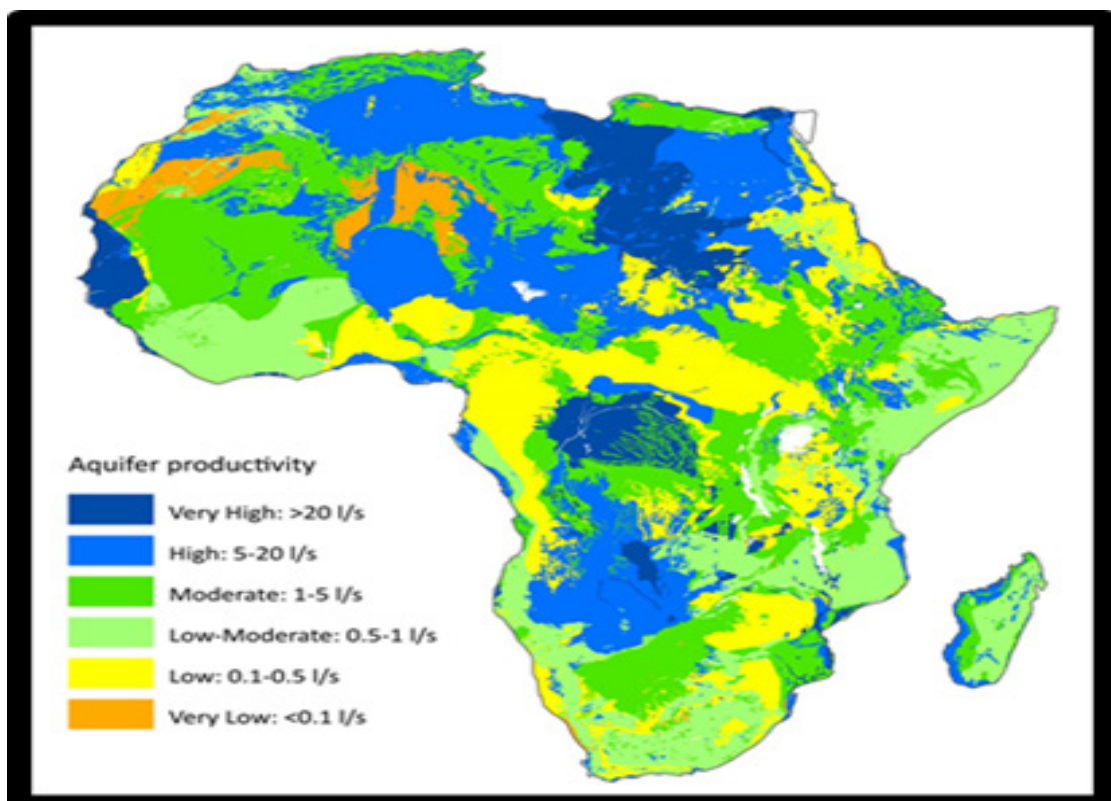 Aquifer productivity
Very High: >20 l/s
High: 5-20 l/s
Moderate: 1-5 l/s
Low-Moderate: 0.5-1 l/s
Low: 0.1-0.5 l/s
Very Low: <0.1 l/s